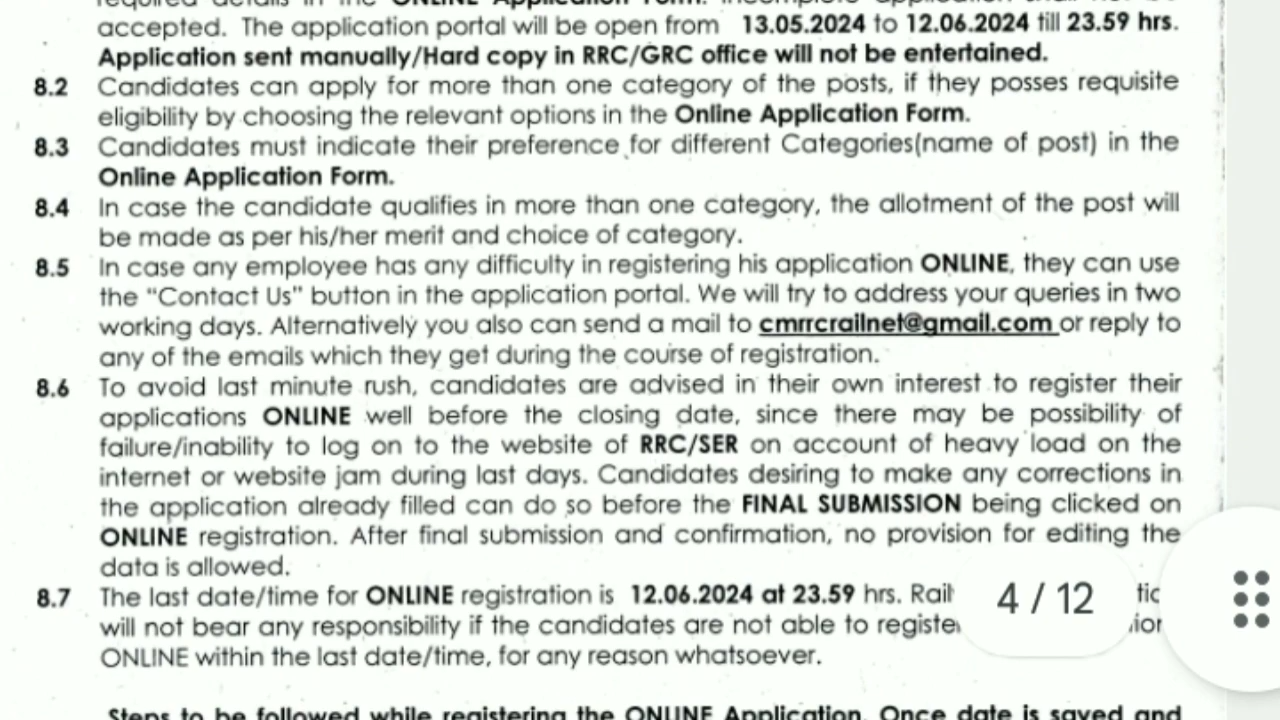 required details in the ONLINE Application Form. Incomplete application shall not be
accepted. The application portal will be open from 13.05.2024 to 12.06.2024 till 23.59 hrs.
Application sent manually/Hard copy in RRC/GRC office will not be entertained.
8.2 Candidates can apply for more than one category of the posts, if they posses requisite
eligibility by choosing the relevant options in the Online Application Form.
8.3 Candidates must indicate their preference for different Categories(name of post) in the
Online Application Form.
8.4 In case the candidate qualifies in more than one category, the allotment of the post will
be made as per his/her merit and choice of category.
8.5 In case any employee has any difficulty in registering his application ONLINE, they can use
the "Contact Us" button in the application portal. We will try to address your queries in two
working days. Alternatively you also can send a mail to cmrrcrailnet@gmail.com or reply to
any of the emails which they get during the course of registration.
8.6 To avoid last minute rush, candidates are advised in their own interest to register their
applications ONLINE well before the closing date, since there may be possibility of
failure/inability to log on to the website of RRC/SER on account of heavy load on the
internet or website jam during last days. Candidates desiring to make any corrections in
the application already filled can do so before the FINAL SUBMISSION being clicked on
ONLINE registration. After final submission and confirmation, no provision for editing the
data is allowed.
8.7 The last date/time for ONLINE registration is 12.06.2024 at 23.59 hrs.
4 / 12
will not bear any responsibility if the candidates are not able to
ONLINE within the last date/time, for any reason whatsoever.
Steps to be followed while registering the ONLINE Application. Once date is saved and